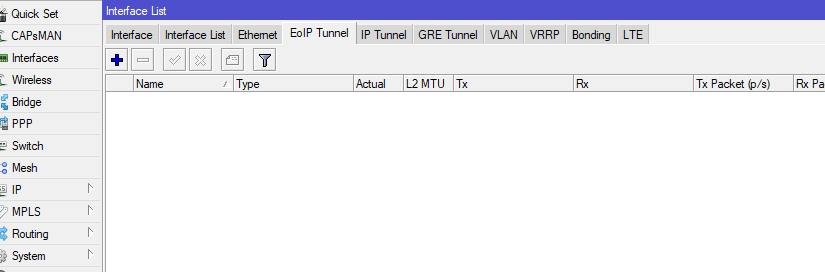 Interface List
Quick Set
CAPsMAN
Interfaces
Wireless
Bridge
PPP
Switch
Mesh
IP
MPLS
Routing
System
Interface Interface List Ethernet EoIP Tunnel IP Tunnel GRE Tunnel VLAN VRRP Bonding LTE
Name Type Actual L2 MTU Tx Rx Tx Packet (p/s) Rx Pa